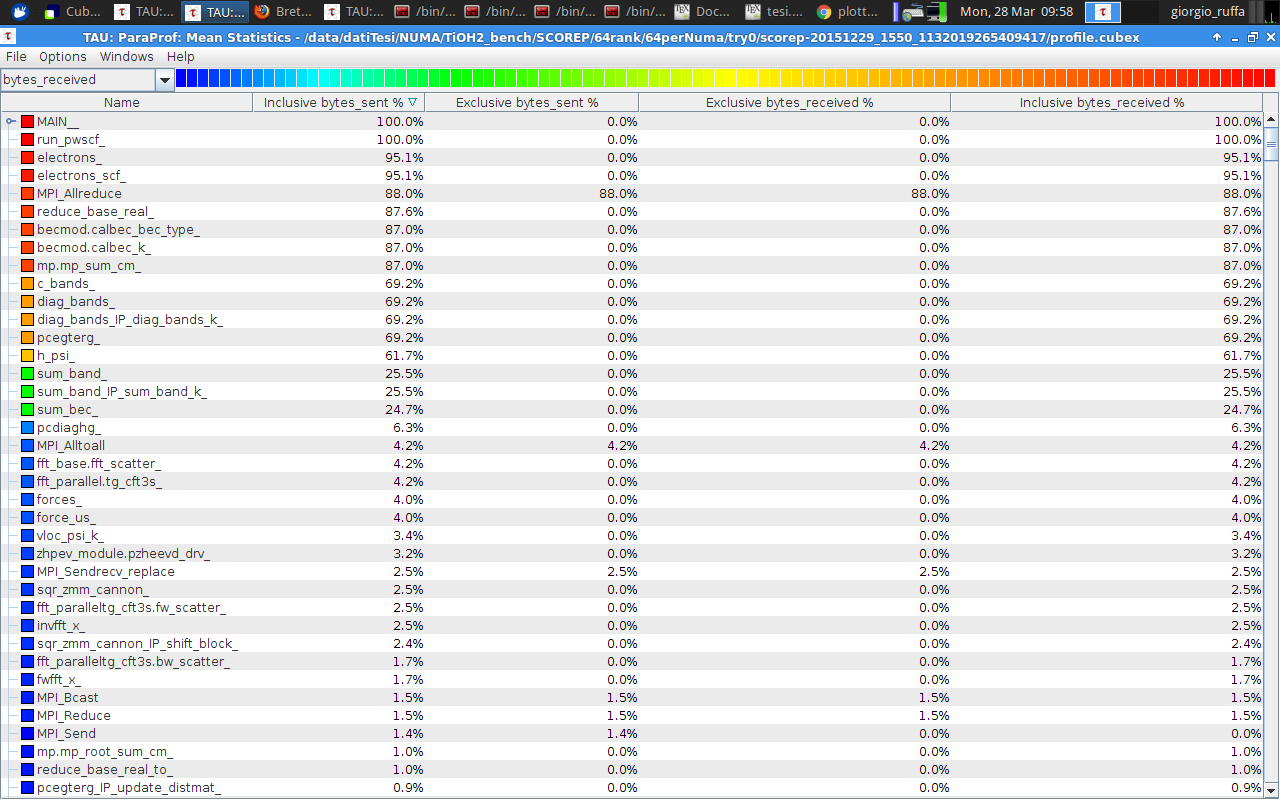 Cub... TAU:... TAU:... Bret... TAU:... /bin/... /bin/... /bin/... /bin/... Doc... tesi.... plott... Mon, 28 Mar 09:58 giorgio_ruffa
TAU: ParaProf: Mean Statistics - /data/datiTesi/NUMA/TiOH2_bench/SCOREP/64rank/64perNuma/try0/scorep-20151229_1550_1132019265409417/profile.cubex
File Options Windows Help
bytes_received
Name Inclusive bytes_sent % Exclusive bytes_sent % Exclusive bytes_received % Inclusive bytes_received %
MAIN__ 100.0% 0.0% 0.0% 100.0%
run_pwscf_ 100.0% 0.0% 0.0% 100.0%
electrons_ 95.1% 0.0% 0.0% 95.1%
electrons_scf_ 95.1% 0.0% 0.0% 95.1%
MPI_Allreduce 88.0% 88.0% 88.0% 88.0%
reduce_base_real_ 87.6% 0.0% 0.0% 87.6%
becmod.calbec_bec_type_ 87.0% 0.0% 0.0% 87.0%
becmod.calbec_k_ 87.0% 0.0% 0.0% 87.0%
mp.mp_sum_cm_ 87.0% 0.0% 0.0% 87.0%
c_bands_ 69.2% 0.0% 0.0% 69.2%
diag_bands_ 69.2% 0.0% 0.0% 69.2%
diag_bands_IP_diag_bands_k_ 69.2% 0.0% 0.0% 69.2%
pcegterg_ 69.2% 0.0% 0.0% 69.2%
h_psi_ 61.7% 0.0% 0.0% 61.7%
sum_band_ 25.5% 0.0% 0.0% 25.5%
sum_band_IP_sum_band_k_ 25.5% 0.0% 0.0% 25.5%
sum_bec_ 24.7% 0.0% 0.0% 24.7%
pcdiaghg_ 6.3% 0.0% 0.0% 6.3%
MPI_Alltoall 4.2% 4.2% 4.2% 4.2%
fft_base.fft_scatter_ 4.2% 0.0% 0.0% 4.2%
fft_parallel.tg_cft3s_ 4.2% 0.0% 0.0% 4.2%
forces_ 4.0% 0.0% 0.0% 4.0%
force_us_ 4.0% 0.0% 0.0% 4.0%
vloc_psi_k_ 3.4% 0.0% 0.0% 3.4%
zhpev_module.pzheevd_drv_ 3.2% 0.0% 0.0% 3.2%
MPI_Sendrecv_replace 2.5% 2.5% 2.5% 2.5%
sqr_zmm_cannon_ 2.5% 0.0% 0.0% 2.5%
fft_paralleltg_cft3s.fw_scatter_ 2.5% 0.0% 0.0% 2.5%
invfft_x_ 2.5% 0.0% 0.0% 2.5%
sqr_zmm_cannon_IP_shift_block_ 2.4% 0.0% 0.0% 2.4%
fft_paralleltg_cft3s.bw_scatter_ 1.7% 0.0% 0.0% 1.7%
fwfft_x_ 1.7% 0.0% 0.0% 1.7%
MPI_Bcast 1.5% 1.5% 1.5% 1.5%
MPI_Reduce 1.5% 1.5% 1.5% 1.5%
MPI_Send 1.4% 1.4% 0.0% 0.0%
mp.mp_root_sum_cm_ 1.0% 0.0% 0.0% 1.0%
reduce_base_real_to_ 1.0% 0.0% 0.0% 1.0%
pcegterg_IP_update_distmat_ 0.9% 0.0% 0.0% 0.9%